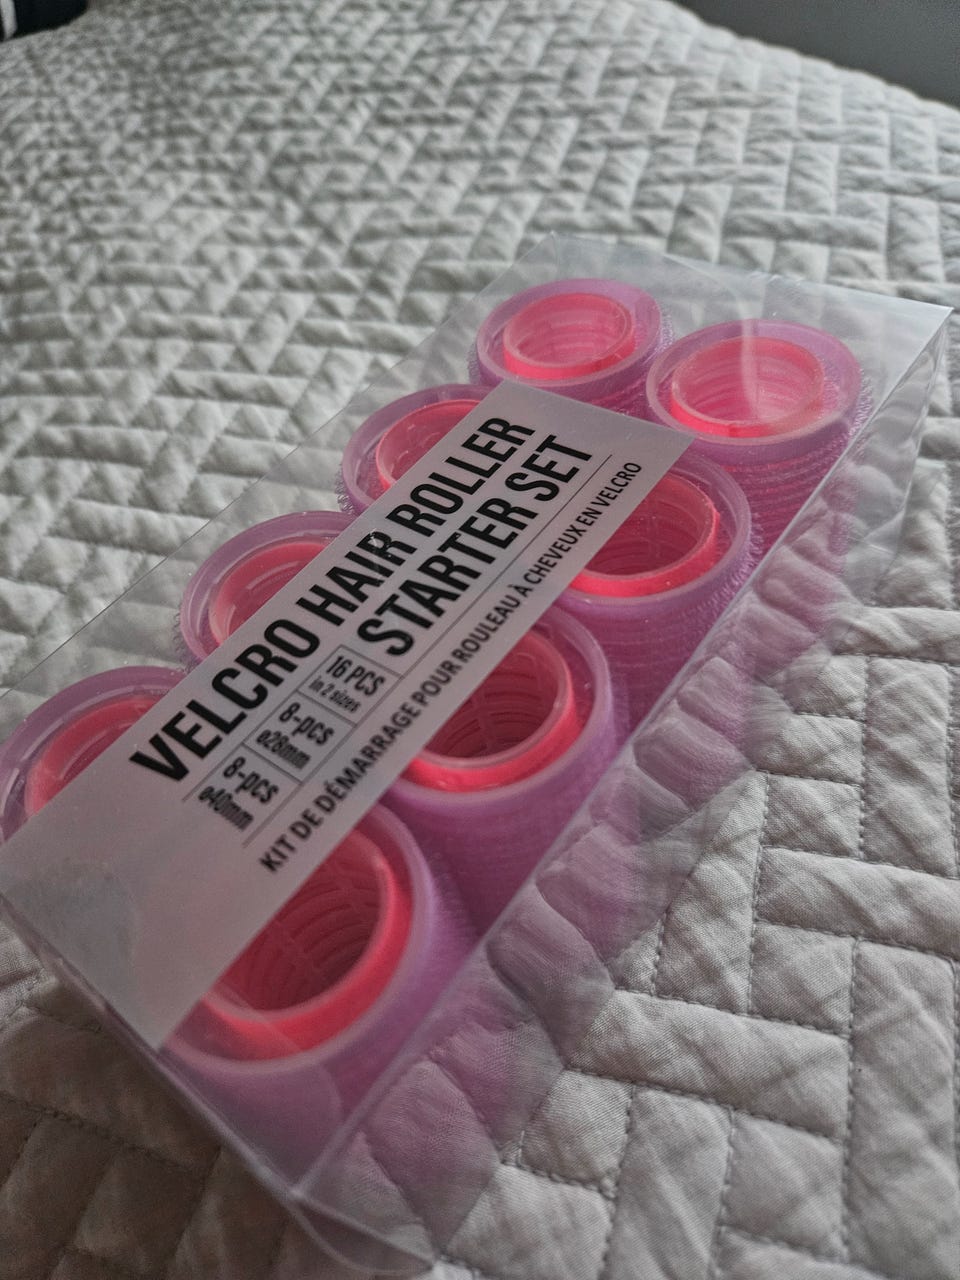 VELCRO HAIR ROLLER
STARTER SET
16 PCS
in 2 sizes
8-pcs
ø28mm
8-pcs
ø40mm
KIT DE DÉMARRAGE POUR ROULEAU À CHEVEUX EN VELCRO